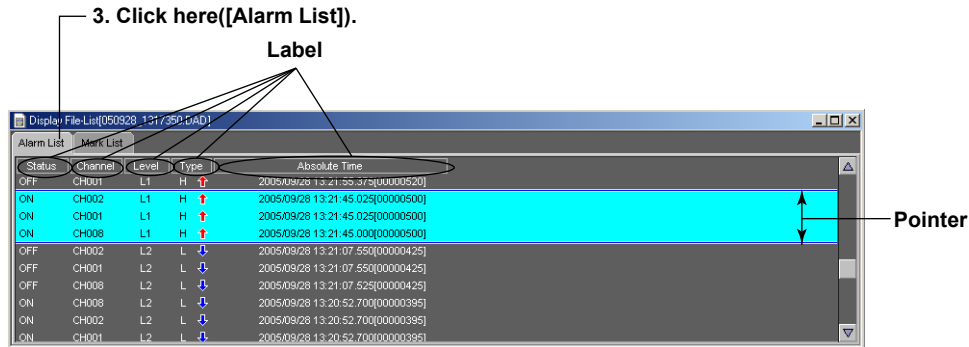 3. Click here([Alarm List]).
Label
Display File-List[050928_1317350.DAD]
Alarm List Mark List
Status Channel Level Type Absolute Time
OFF CH001 L1 H 2005/09/28 13:21:55.375[00000520]
ON CH002 L1 H 2005/09/28 13:21:45.025[00000500]
ON CH001 L1 H 2005/09/28 13:21:45.025[00000500]
ON CH008 L1 H 2005/09/28 13:21:45.000[00000500]
Pointer
OFF CH002 L2 L 2005/09/28 13:21:07.550[00000425]
OFF CH001 L2 L 2005/09/28 13:21:07.550[00000425]
OFF CH008 L2 L 2005/09/28 13:21:07.525[00000425]
ON CH008 L2 L 2005/09/28 13:20:52.700[00000395]
ON CH002 L2 L 2005/09/28 13:20:52.700[00000395]
ON CH001 L2 L 2005/09/28 13:20:52.700[00000395]